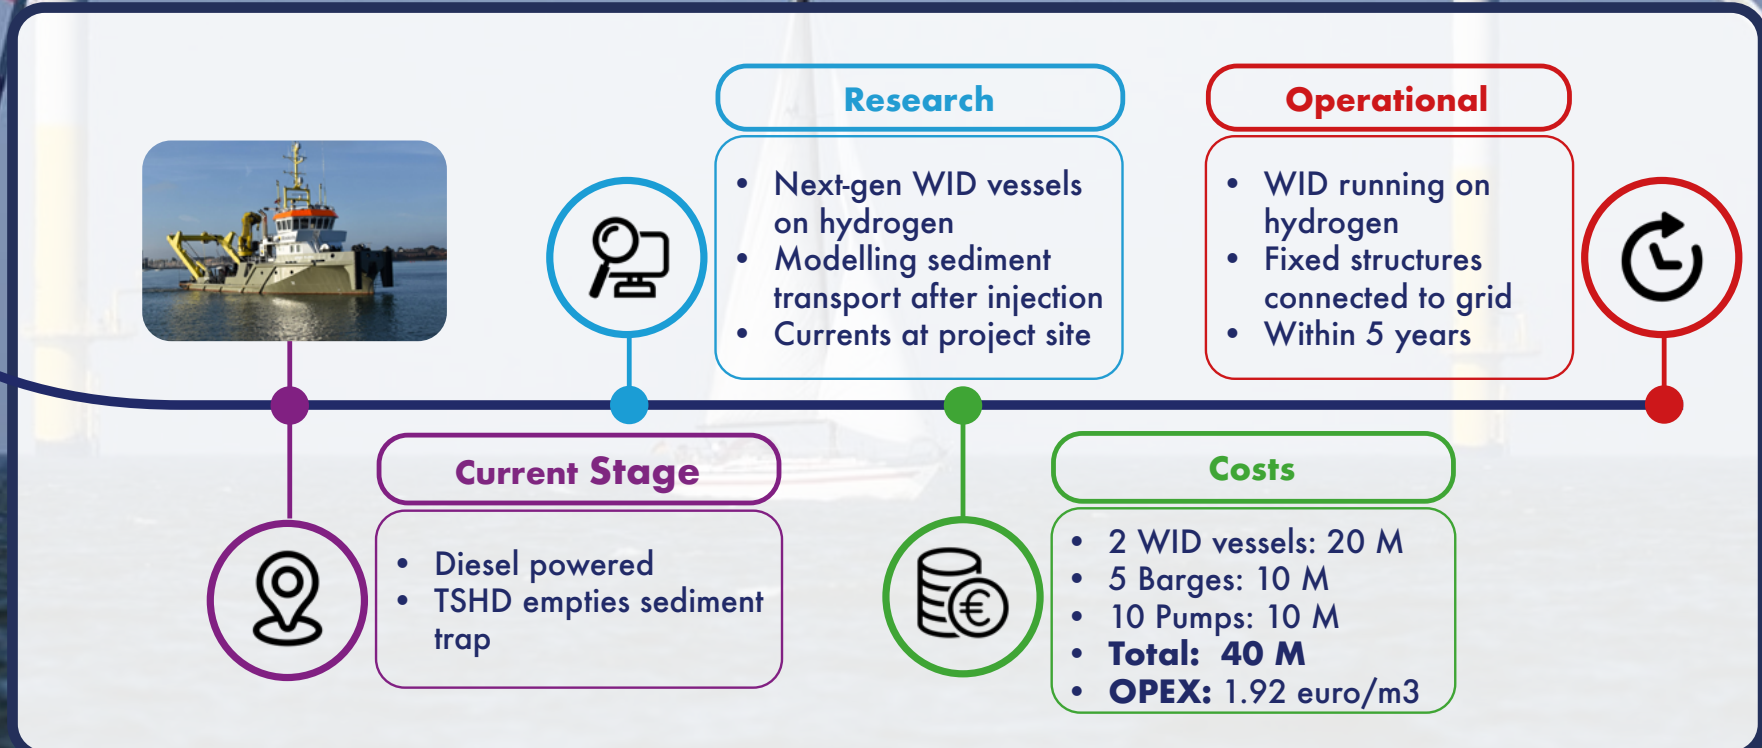 Research
• Next-gen WID vessels
on hydrogen
• Modelling sediment
transport after injection
• Currents at project site
Operational
• WID running on
hydrogen
• Fixed structures
connected to grid
• Within 5 years
Current Stage
• Diesel powered
• TSHD empties sediment
trap
€
Costs
• 2 WID vessels: 20 M
• 5 Barges: 10 M
• 10 Pumps: 10 M
• Total: 40 M
• OPEX: 1.92 euro/m3